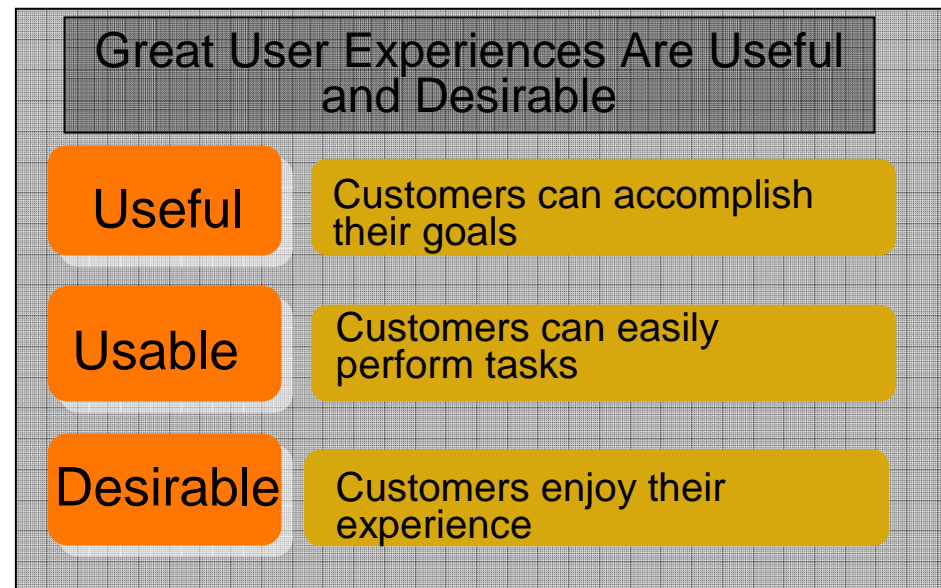 Great User Experiences Are Useful
and Desirable
Useful
Customers can accomplish
their goals
Usable
Customers can easily
perform tasks
Desirable
Customers enjoy their
experience